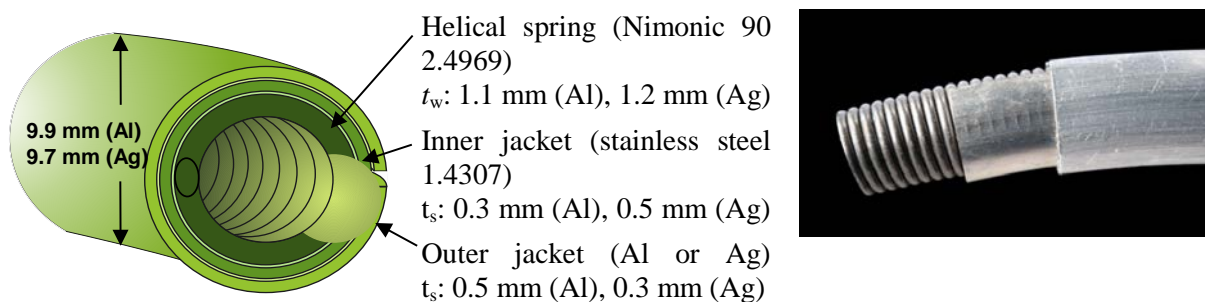 9.9 mm (Al)
9.7 mm (Ag)
Helical spring (Nimonic 90
2.4969)
tw: 1.1 mm (Al), 1.2 mm (Ag)
Inner jacket (stainless steel
1.4307)
ts: 0.3 mm (Al), 0.5 mm (Ag)
Outer jacket (Al or Ag)
ts: 0.5 mm (Al), 0.3 mm (Ag)